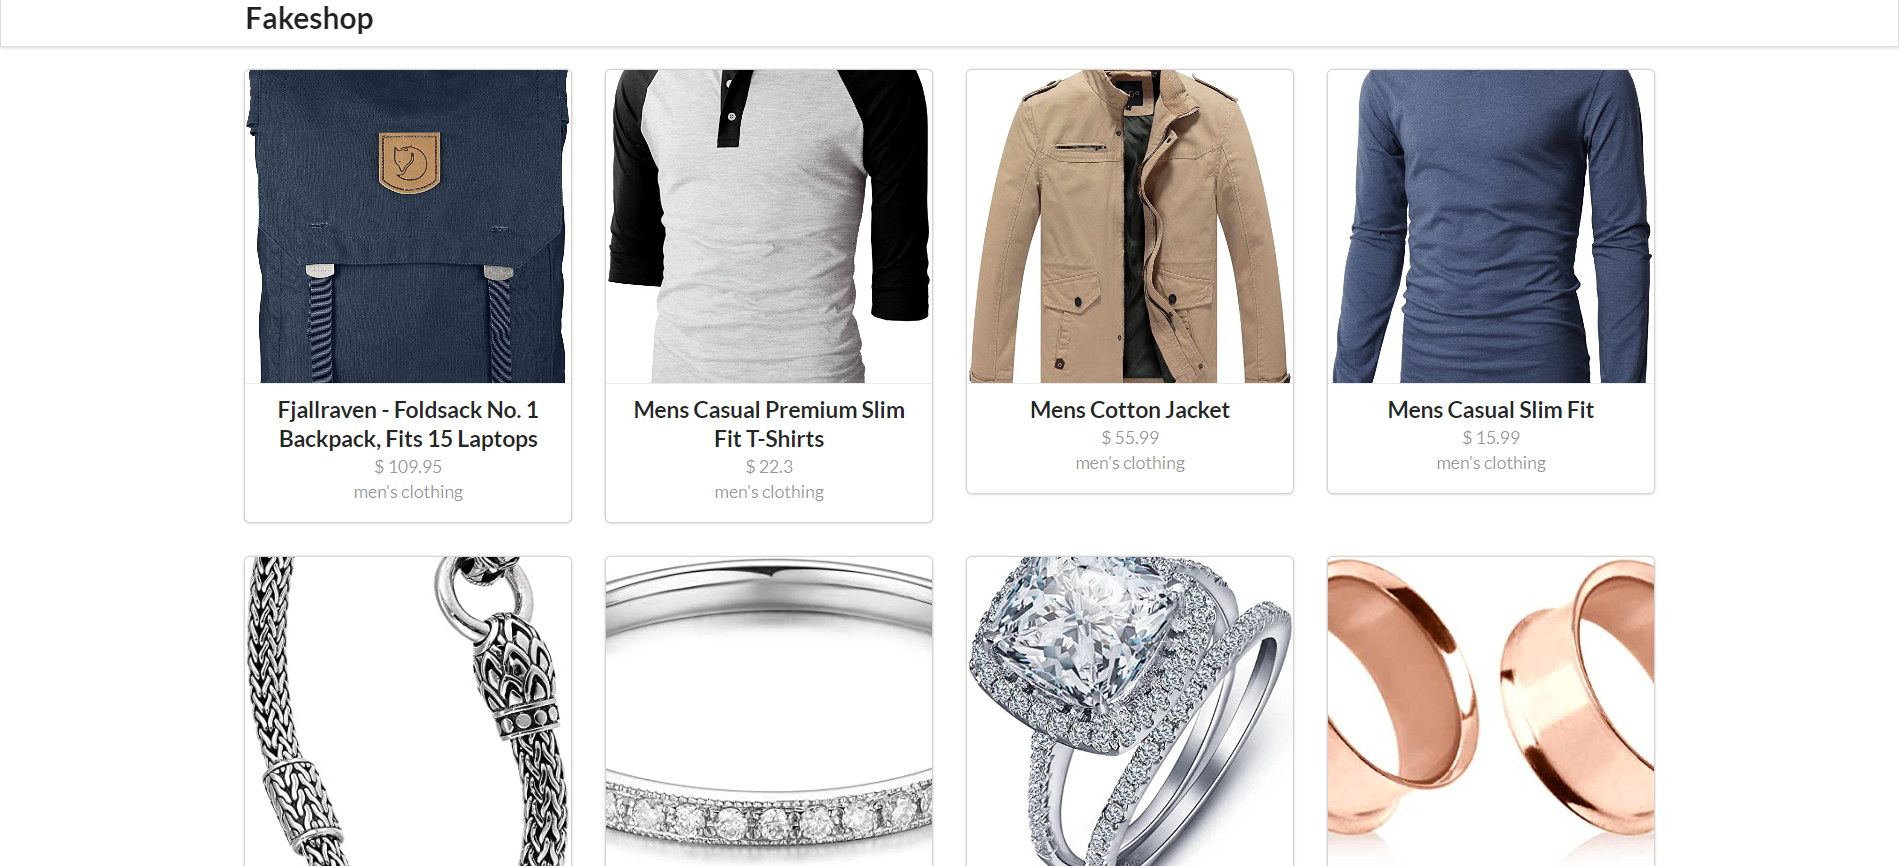 Fakeshop
Fjallraven - Foldsack No. 1
Backpack, Fits 15 Laptops
$ 109.95
men's clothing
Mens Casual Premium Slim
Fit T-Shirts
$ 22.3
men's clothing
Mens Cotton Jacket
$ 55.99
men's clothing
Mens Casual Slim Fit
$ 15.99
men's clothing